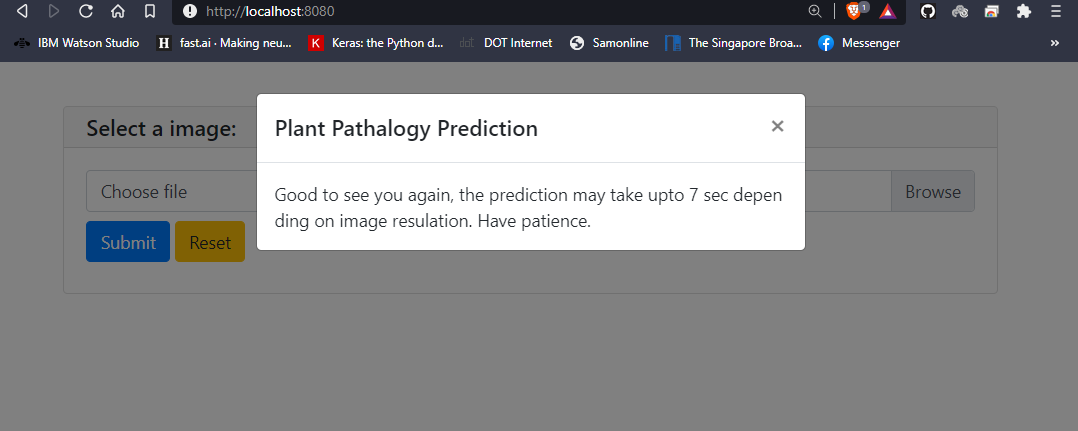 http://localhost:8080
1
IBM Watson Studio
H
fast.ai · Making neu...
K
Keras: the Python d...
dot
DOT Internet
Samonline
The Singapore Broa...
Messenger
»
Plant Pathalogy Prediction
×
Select a image:
Good to see you again, the prediction may take upto 7 sec depen
ding on image resulation. Have patience.
Choose file
Browse
Submit
Reset